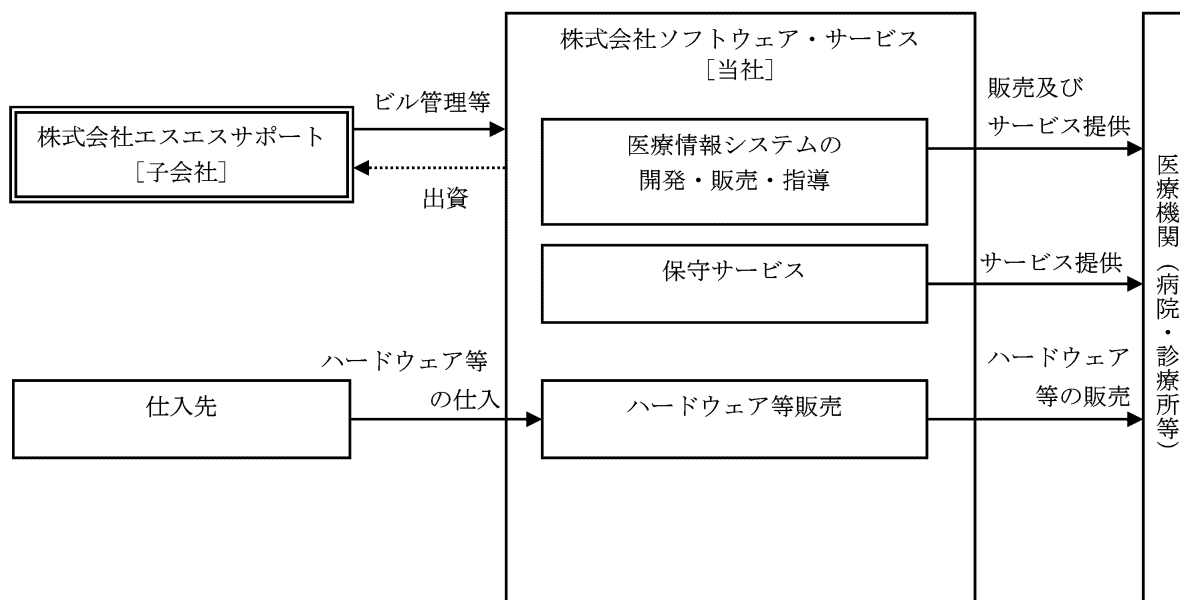 株式会社ソフトウェア・サービス
［当社］
ビル管理等
株式会社エスエスサポート
［子会社］
出資
医療情報システムの
開発・販売・指導
販売及び
サービス提供
保守サービス
サービス提供
仕入先
ハードウェア等
の仕入
ハードウェア等販売
ハードウェア
等の販売
医療機関（病院・診療所等）